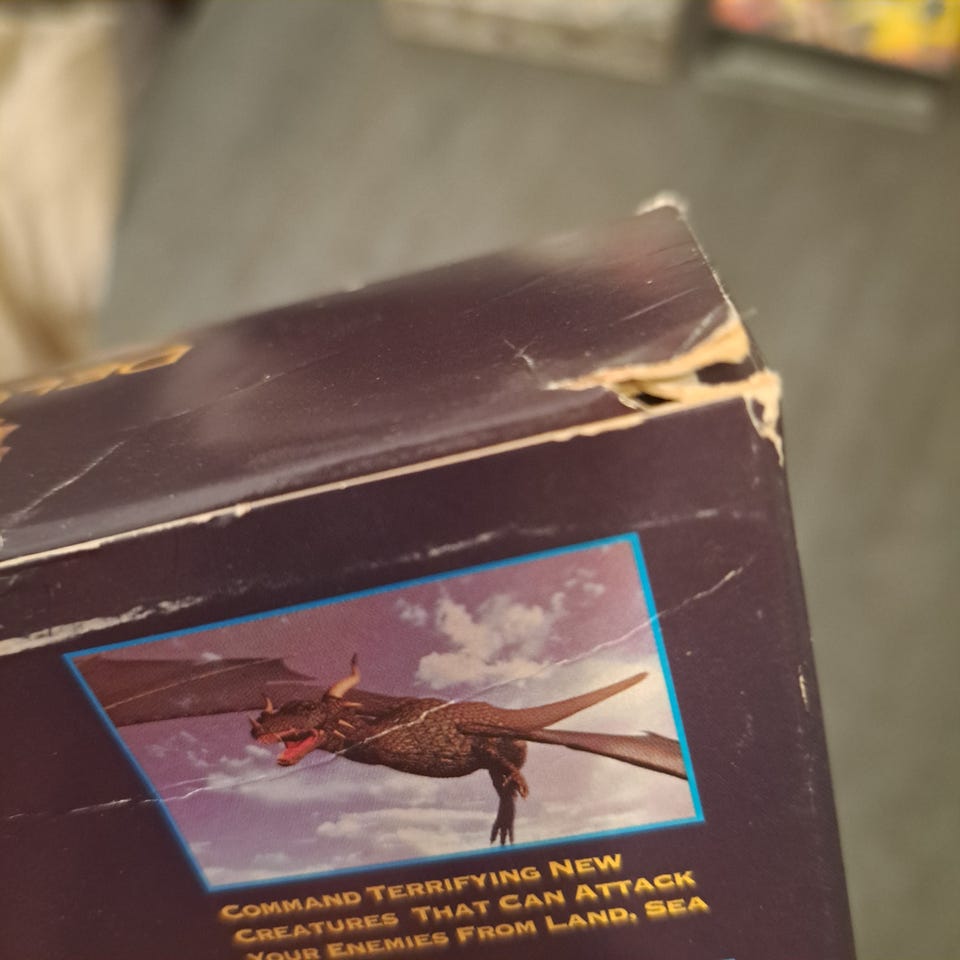 COMMAND TERRIFYING NEW
CREATURES THAT CAN ATTACK
YOUR ENEMIES FROM LAND, SEA